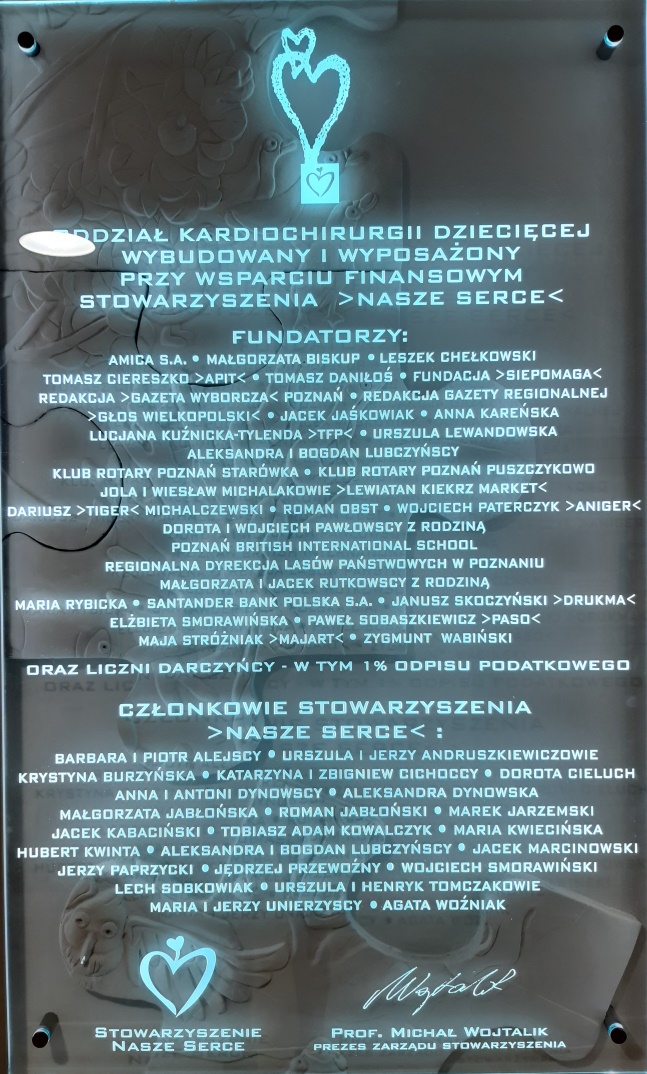 ODDZIAŁ KARDIOCHIRURGII DZIECIĘCEJ
WYBUDOWANY I WYPOSAŻONY
PRZY WSPARCIU FINANSOWYM
STOWARZYSZENIA >NASZE SERCE<
FUNDATORZY:
AMICA S.A. • MAŁGORZATA BISKUP • LESZEK CHEŁKOWSKI
TOMASZ CIERESZKO >APIT< • TOMASZ DANIŁOŚ • FUNDACJA >SIEPOMAGA<
REDAKCJA >GAZETA WYBORCZA< POZNAŃ • REDAKCJA GAZETY REGIONALNEJ
>GŁOS WIELKOPOLSKI< • JACEK JAŚKOWIAK • ANNA KAREŃSKA
LUCJANA KUŹNICKA-TYLENDA >TFP< • URSZULA LEWANDOWSKA
ALEKSANDRA I BOGDAN LUBCZYŃSCY
KLUB ROTARY POZNAŃ STARÓWKA • KLUB ROTARY POZNAŃ PUSZCZYKOWO
JOLA I WIESŁAW MICHALAKOWIE >LEWIATAN KIEKRZ MARKET<
DARIUSZ >TIGER< MICHALCZEWSKI • ROMAN OBST • WOJCIECH PATERCZYK >ANIGER<
DOROTA I WOJCIECH PAWŁOWSCY Z RODZINĄ
POZNAŃ BRITISH INTERNATIONAL SCHOOL
REGIONALNA DYREKCJA LASÓW PAŃSTWOWYCH W POZNANIU
MAŁGORZATA I JACEK RUTKOWSCY Z RODZINĄ
MARIA RYBICKA • SANTANDER BANK POLSKA S.A. • JANUSZ SKOCZYŃSKI >DRUKMA<
ELŻBIETA SMORAWIŃSKA • PAWEŁ SOBASZKIEWICZ >PASO<
MAJA STRÓŻNIAK >MAJART< • ZYGMUNT WABIŃSKI
ORAZ LICZNI DARCZYŃCY - W TYM 1% ODPISU PODATKOWEGO
CZŁONKOWIE STOWARZYSZENIA
>NASZE SERCE< :
BARBARA I PIOTR ALEJSCY • URSZULA I JERZY ANDRUSZKIEWICZOWIE
KRYSTYNA BURZYŃSKA • KATARZYNA I ZBIGNIEW CICHOCCY • DOROTA CIELUCH
ANNA I ANTONI DYNOWSCY • ALEKSANDRA DYNOWSKA
MAŁGORZATA JABŁOŃSKA • ROMAN JABŁOŃSKI • MAREK JARZEMSKI
JACEK KABACIŃSKI • TOBIASZ ADAM KOWALCZYK • MARIA KWIECIŃSKA
HUBERT KWINTA • ALEKSANDRA I BOGDAN LUBCZYŃSCY • JACEK MARCINOWSKI
JERZY PAPRZYCKI • JĘDRZEJ PRZEWOŹNY • WOJCIECH SMORAWIŃSKI
LECH SOBKOWIAK • URSZULA I HENRYK TOMCZAKOWIE
MARIA I JERZY UNIERZYSCY • AGATA WOŹNIAK
Wojtalik
STOWARZYSZENIE
NASZE SERCE
PROF. MICHAŁ WOJTALIK
PREZES ZARZĄDU STOWARZYSZENIA